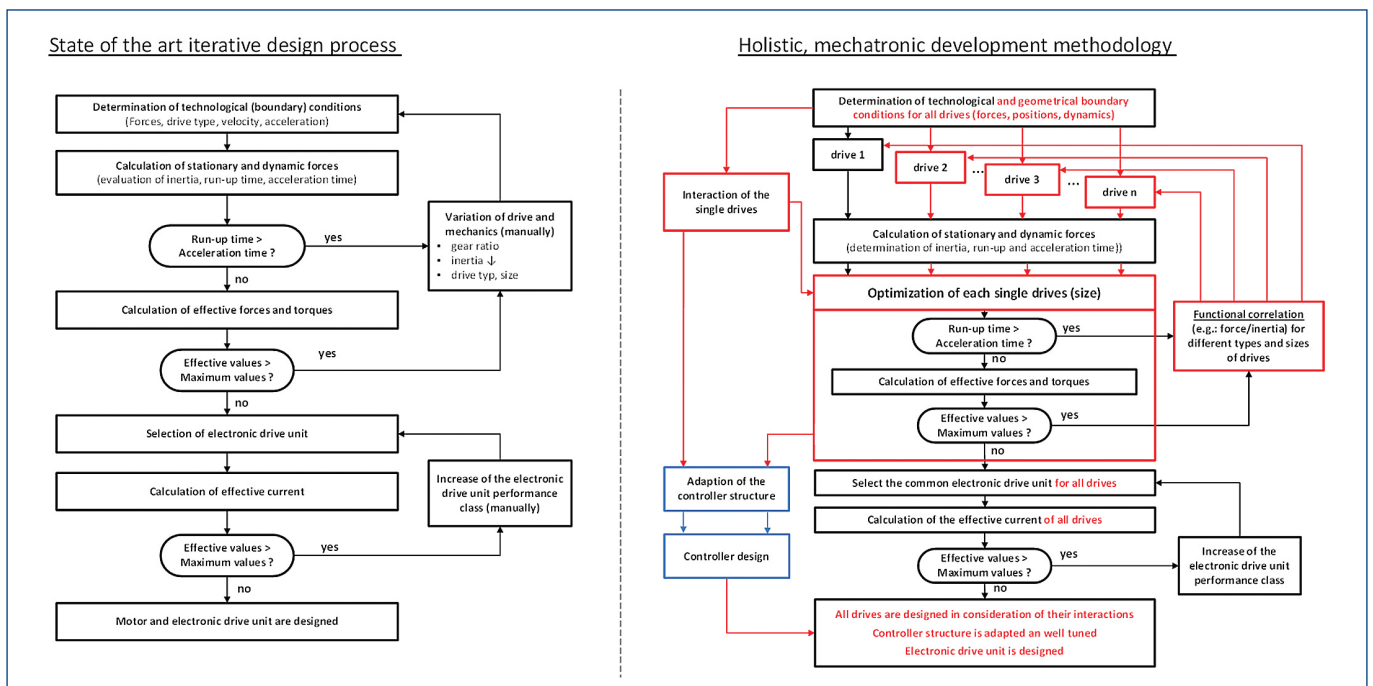 State of the art iterative design process
Determination of technological (boundary) conditions
(Forces, drive type, velocity, acceleration)
Calculation of stationary and dynamic forces
(evaluation of inertia, run-up time, acceleration time)
Run-up time >
Acceleration time ?
yes
no
Variation of drive and
mechanics (manually)
▪ gear ratio
▪ inertia ↓
▪ drive typ, size
Calculation of effective forces and torques
Effective values >
Maximum values ?
yes
no
Selection of electronic drive unit
Calculation of effective current
Increase of the electronic
drive unit performance
class (manually)
Effective values >
Maximum values ?
yes
no
Motor and electronic drive unit are designed
Holistic, mechatronic development methodology
Determination of technological and geometrical boundary
conditions for all drives (forces, positions, dynamics)
drive 1
drive 2
...
drive 3
...
drive n
Interaction of the
single drives
Calculation of stationary and dynamic forces
(determination of inertia, run-up and acceleration time))
Optimization of each single drives (size)
Run-up time >
Acceleration time ?
yes
no
Functional correlation
(e.g.: force/inertia) for
different types and sizes
of drives
Calculation of effective forces and torques
Effective values >
Maximum values ?
yes
no
Adaption of the
controller structure
Select the common electronic drive unit for all drives
Calculation of the effective current of all drives
Controller design
Effective values >
Maximum values ?
yes
no
Increase of the
electronic drive unit
performance class
All drives are designed in consideration of their interactions
Controller structure is adapted an well tuned
Electronic drive unit is designed